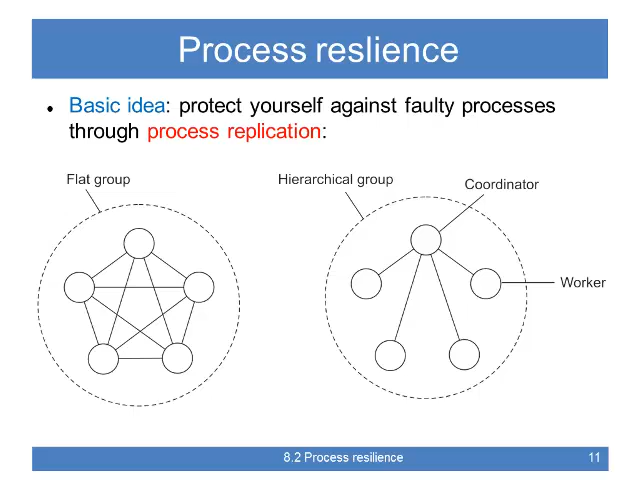 Process reslience
• Basic idea: protect yourself against faulty processes
through process replication:
Flat group
Hierarchical group
Coordinator
Worker
8.2 Process resilience
11